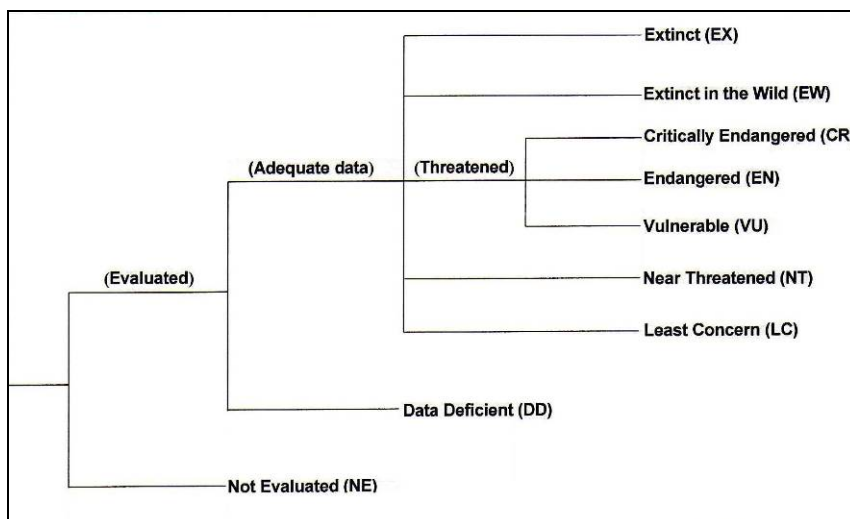 Extinct (EX)
Extinct in the Wild (EW)
Critically Endangered (CR
(Adequate data)
(Threatened)
Endangered (EN)
Vulnerable (VU)
(Evaluated)
Near Threatened (NT)
Least Concern (LC)
Data Deficient (DD)
Not Evaluated (NE)